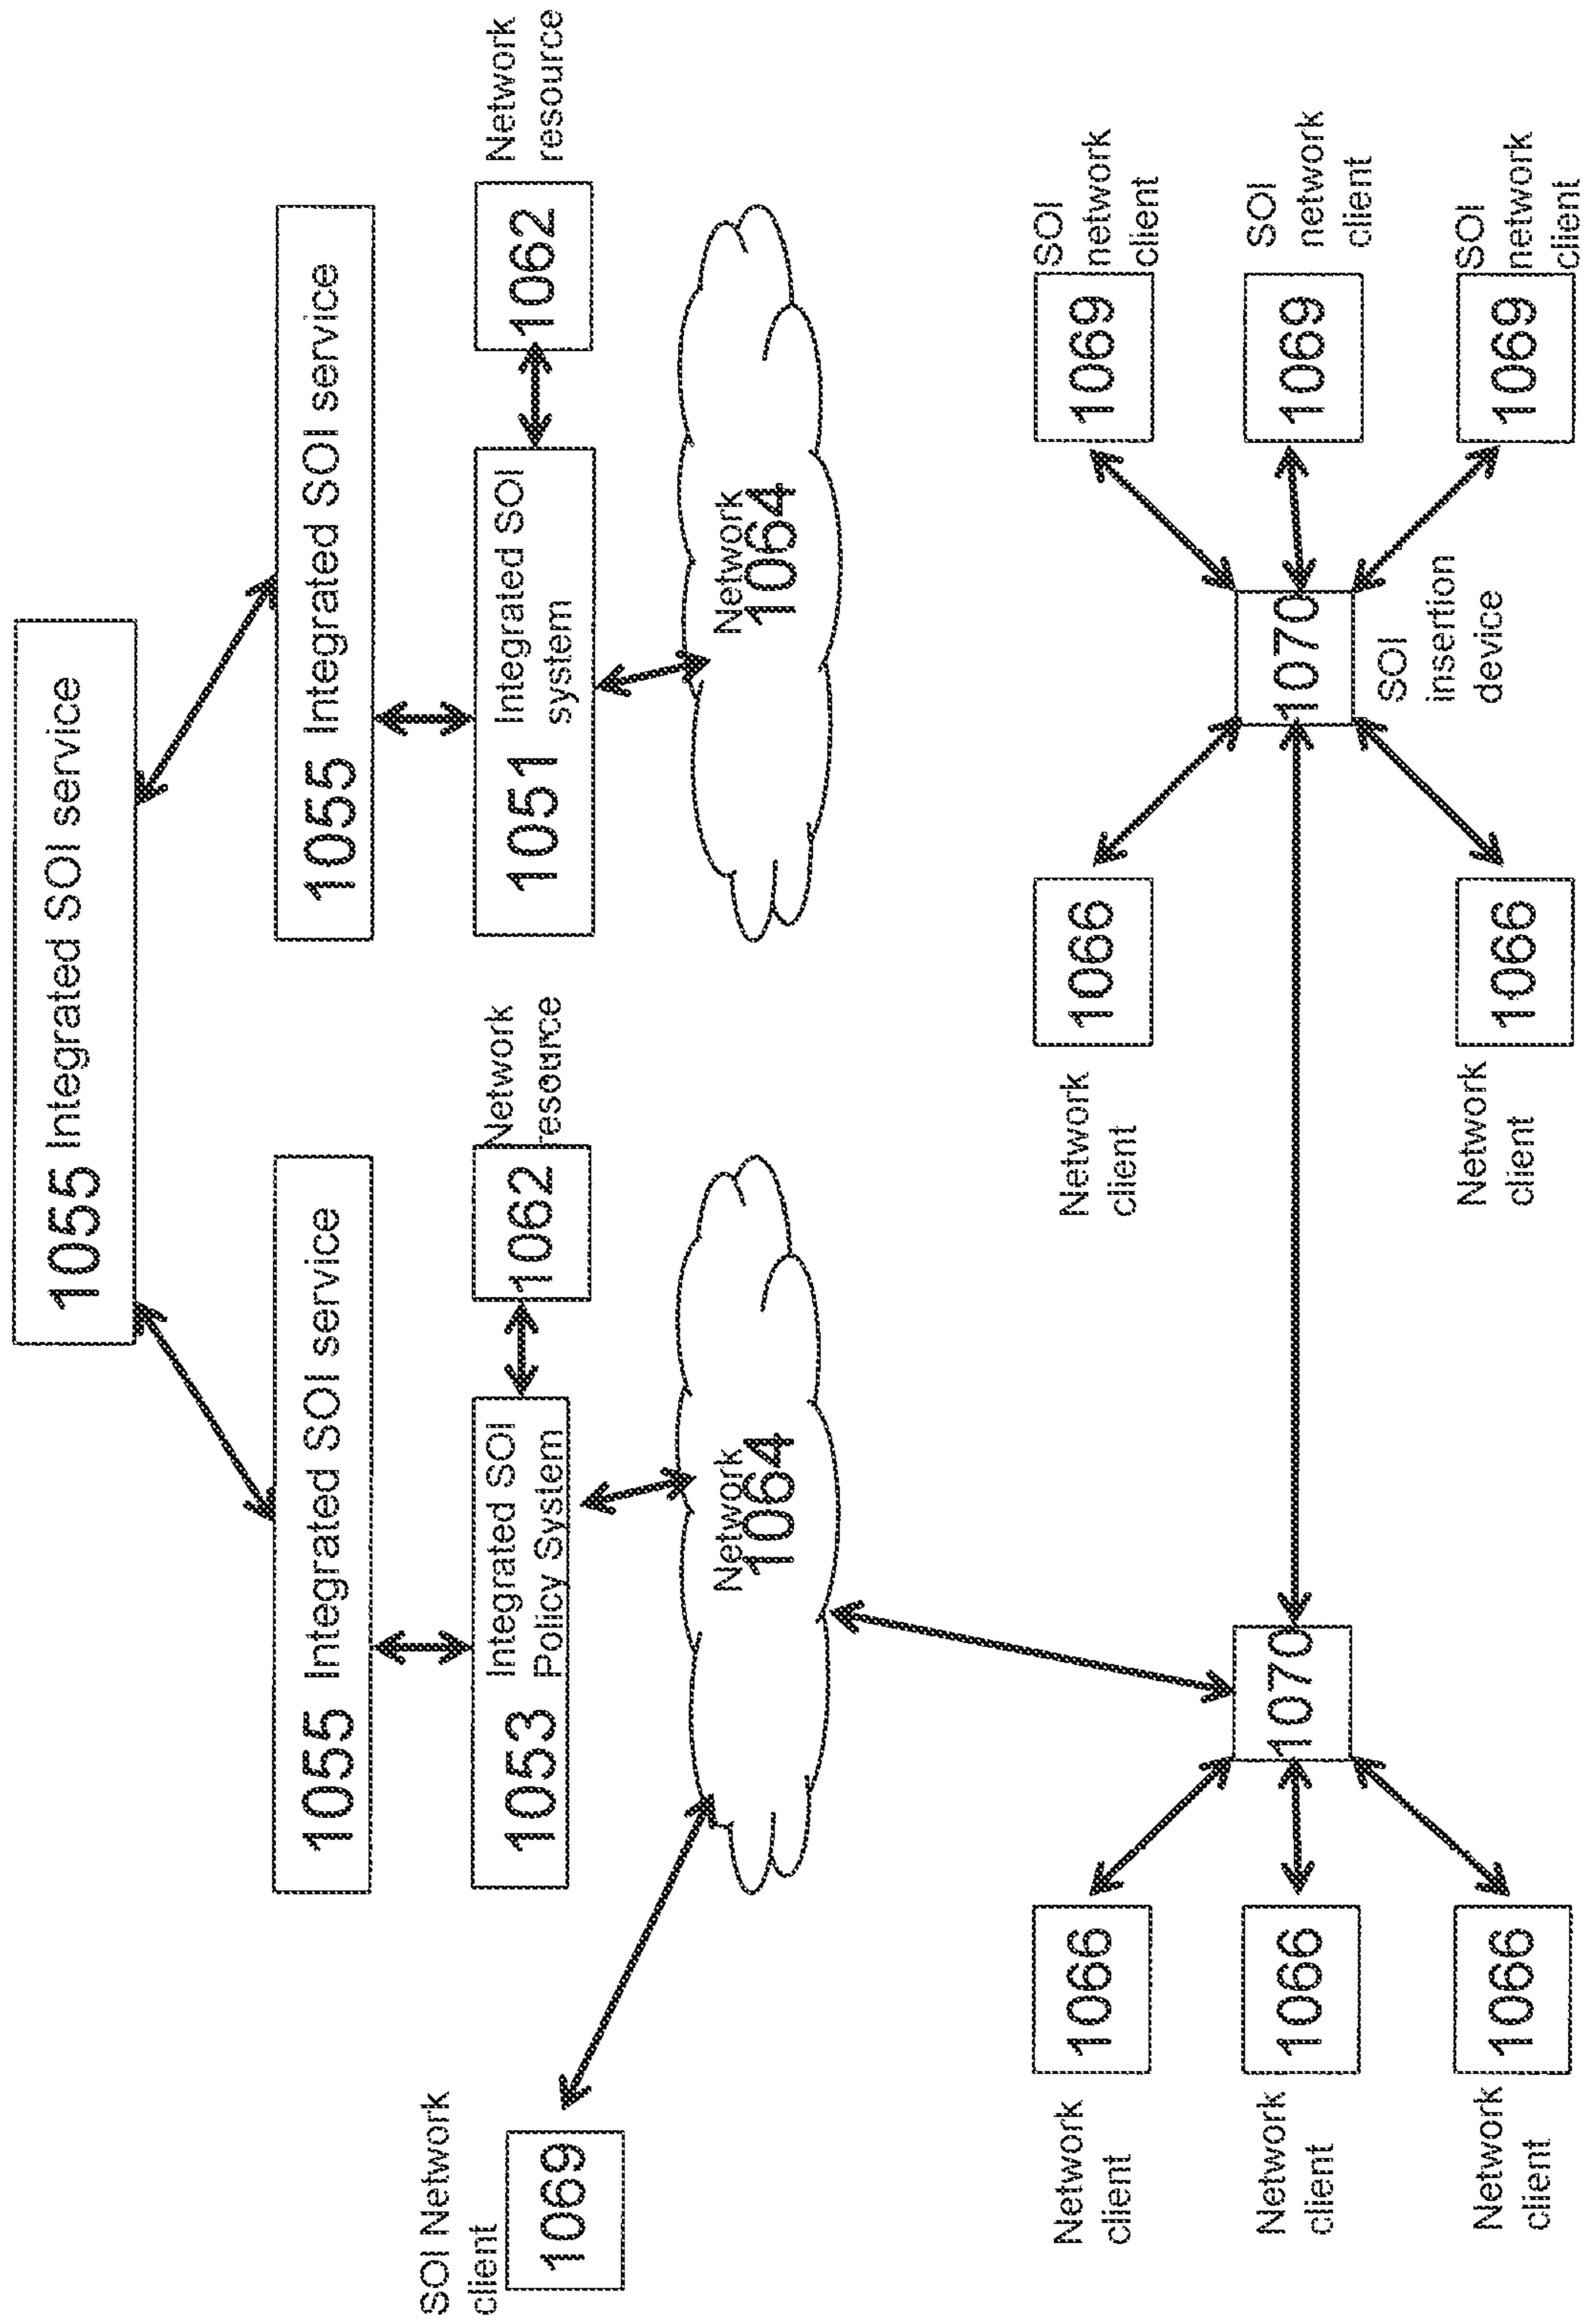 1055 Integrated SOI service
1055 Integrated SOI service
1055 Integrated SOI service
SOI Network
client
1069
1053
Integrated SOI
Policy System
1062
Network
resource
1051
Integrated SOI
system
1062
Network
resource
Network
1064
Network
1064
Network
client
1066
Network
client
1066
Network
client
1066
1070
Network
client
1066
Network
client
1066
1070
SOI
insertion
device
1069
SOI
network
client
1069
SOI
network
client
1069
SOI
network
client